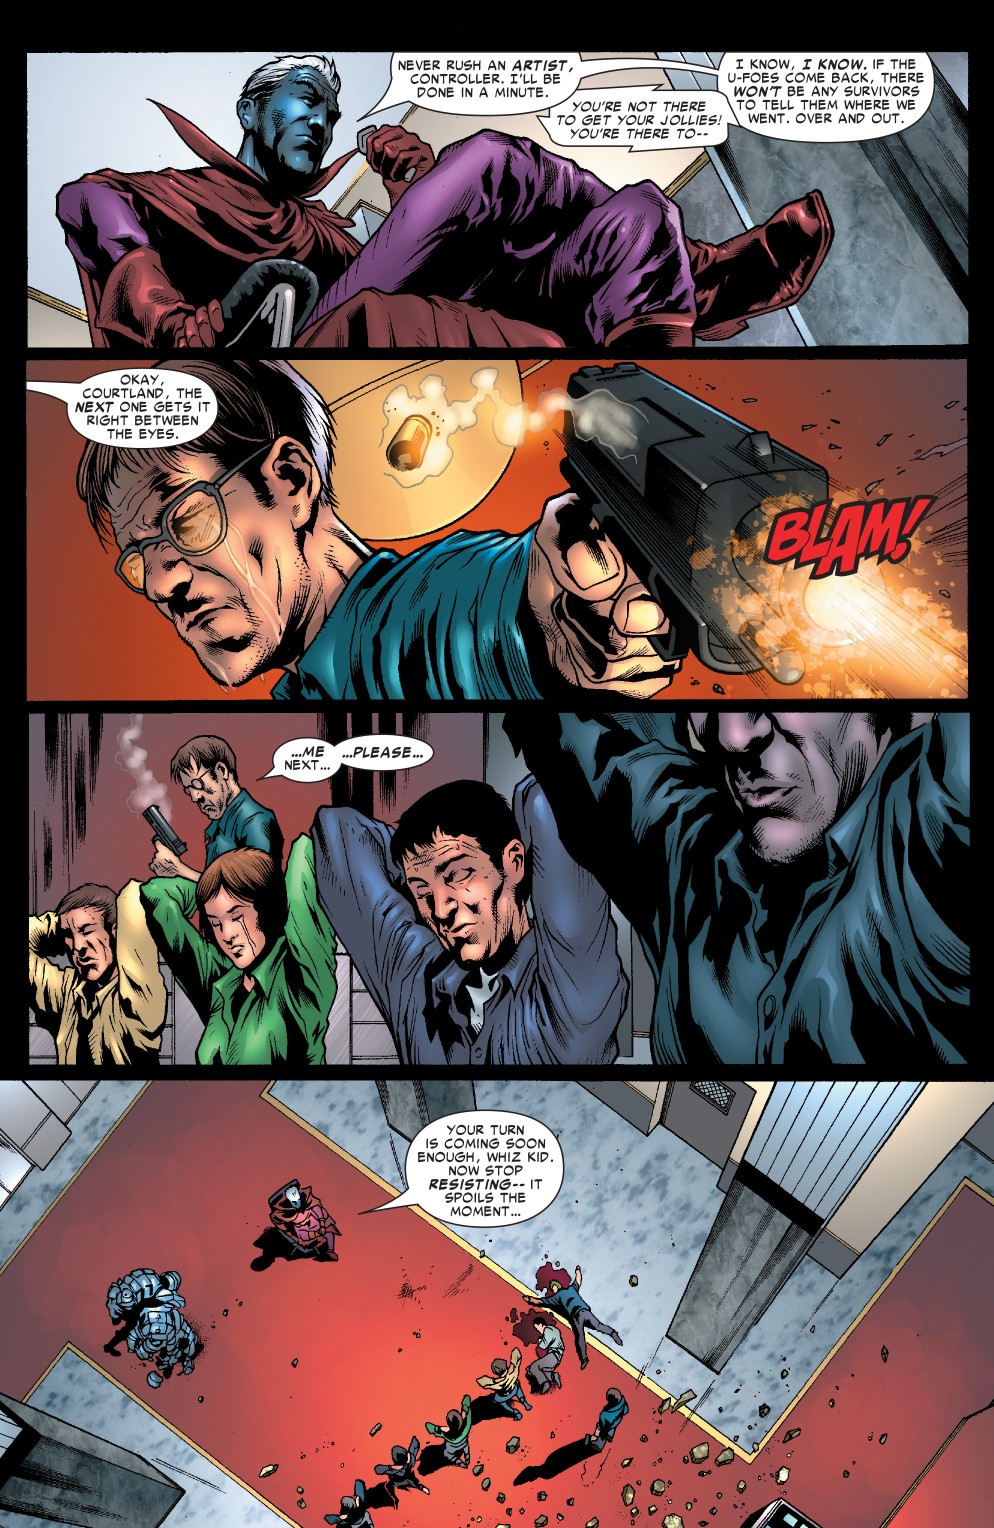 NEVER RUSH AN ARTIST,
CONTROLLER. I'LL BE
DONE IN A MINUTE.
YOU'RE NOT THERE
TO GET YOUR JOLLIES!
YOU'RE THERE TO--
I KNOW, I KNOW. IF THE
U-FOES COME BACK, THERE
WON'T BE ANY SURVIVORS
TO TELL THEM WHERE WE
WENT. OVER AND OUT.
OKAY,
COURTLAND, THE
NEXT ONE GETS IT
RIGHT BETWEEN
THE EYES.
BLAM!
...ME
NEXT...
...PLEASE...
YOUR TURN
IS COMING SOON
ENOUGH, WHIZ KID.
NOW STOP
RESISTING-- IT
SPOILS THE
MOMENT...